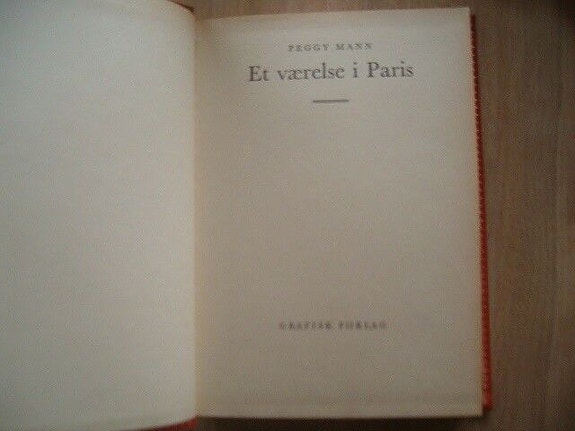 PEGGY MANN
Et værelse i Paris
GRAFISK FORLAG